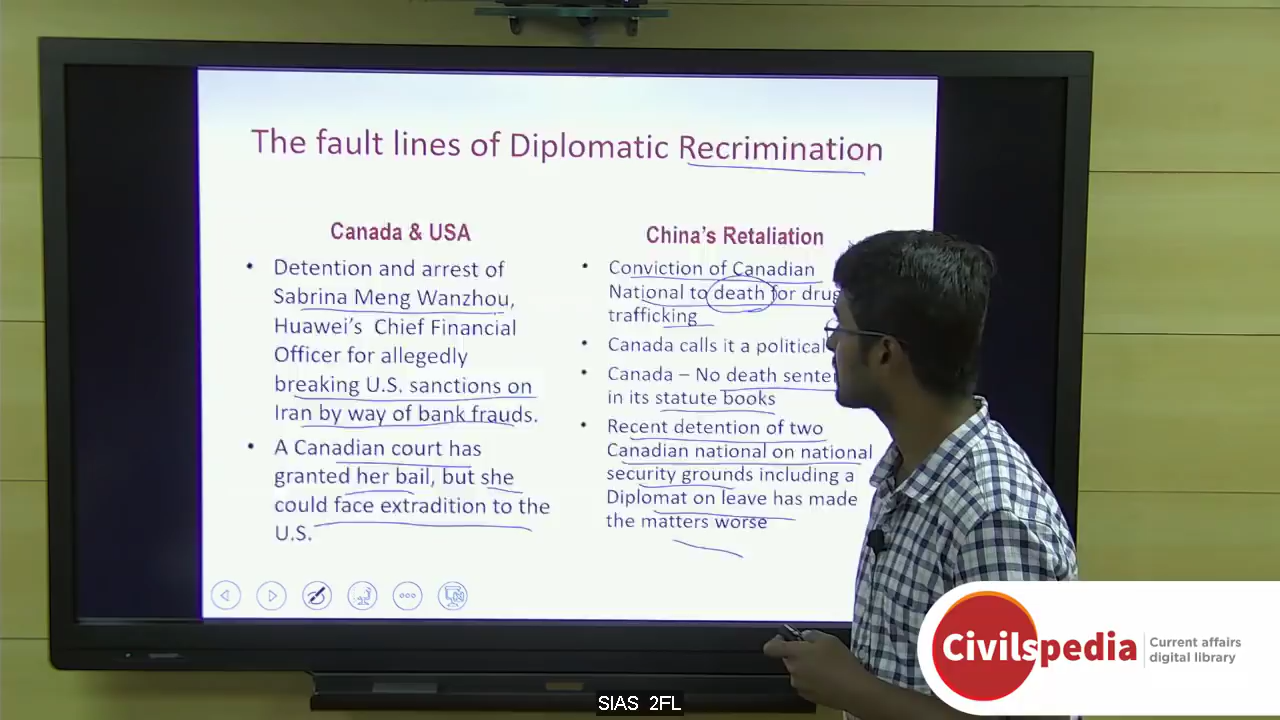 The fault lines of Diplomatic Recrimination
Canada & USA
• Detention and arrest of
Sabrina Meng Wanzhou,
Huawei's Chief Financial
Officer for allegedly
breaking U.S. sanctions on
Iran by way of bank frauds.
• A Canadian court has
granted her bail, but she
could face extradition to the
U.S.
China's Retaliation
• Conviction of Canadian
National to death for drug
trafficking
• Canada calls it a political
• Canada – No death
in its statute books
• Recent detention of two
Canadian national on national
security grounds including a
Diplomat on leave has made
the matters worse
Civilspedia
Current affairs
digital library
SIAS 2FL